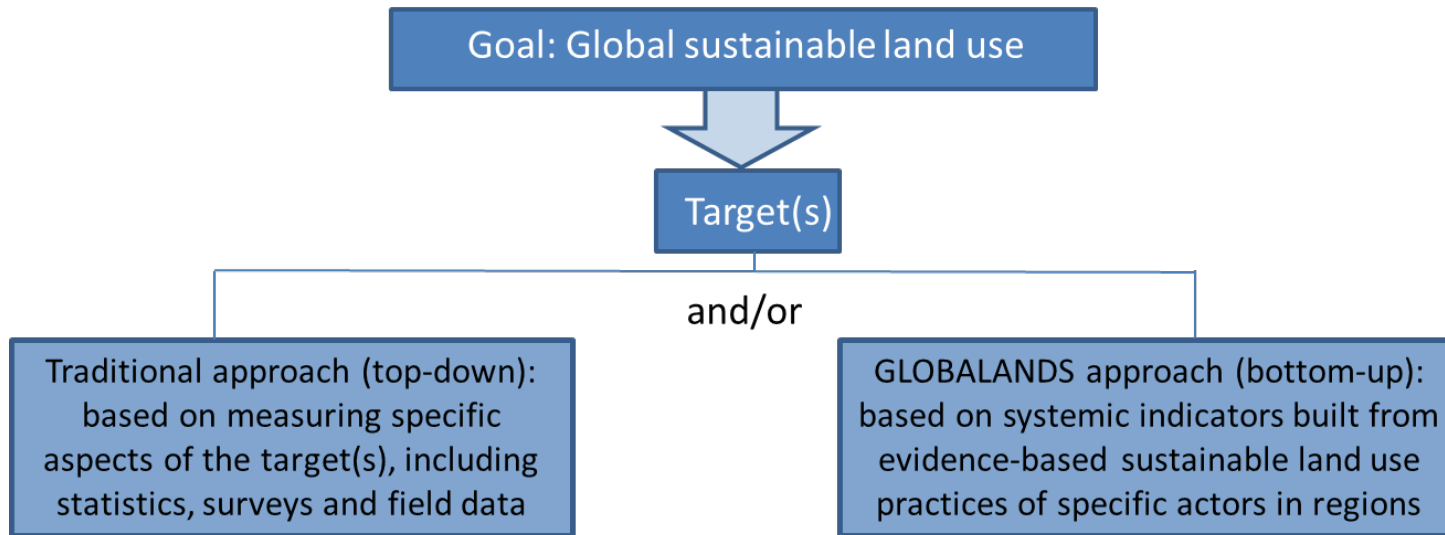 Goal: Global sustainable land use
Target(s)
and/or
Traditional approach (top-down):
based on measuring specific
aspects of the target(s), including
statistics, surveys and field data
GLOBALANDS approach (bottom-up):
based on systemic indicators built from
evidence-based sustainable land use
practices of specific actors in regions